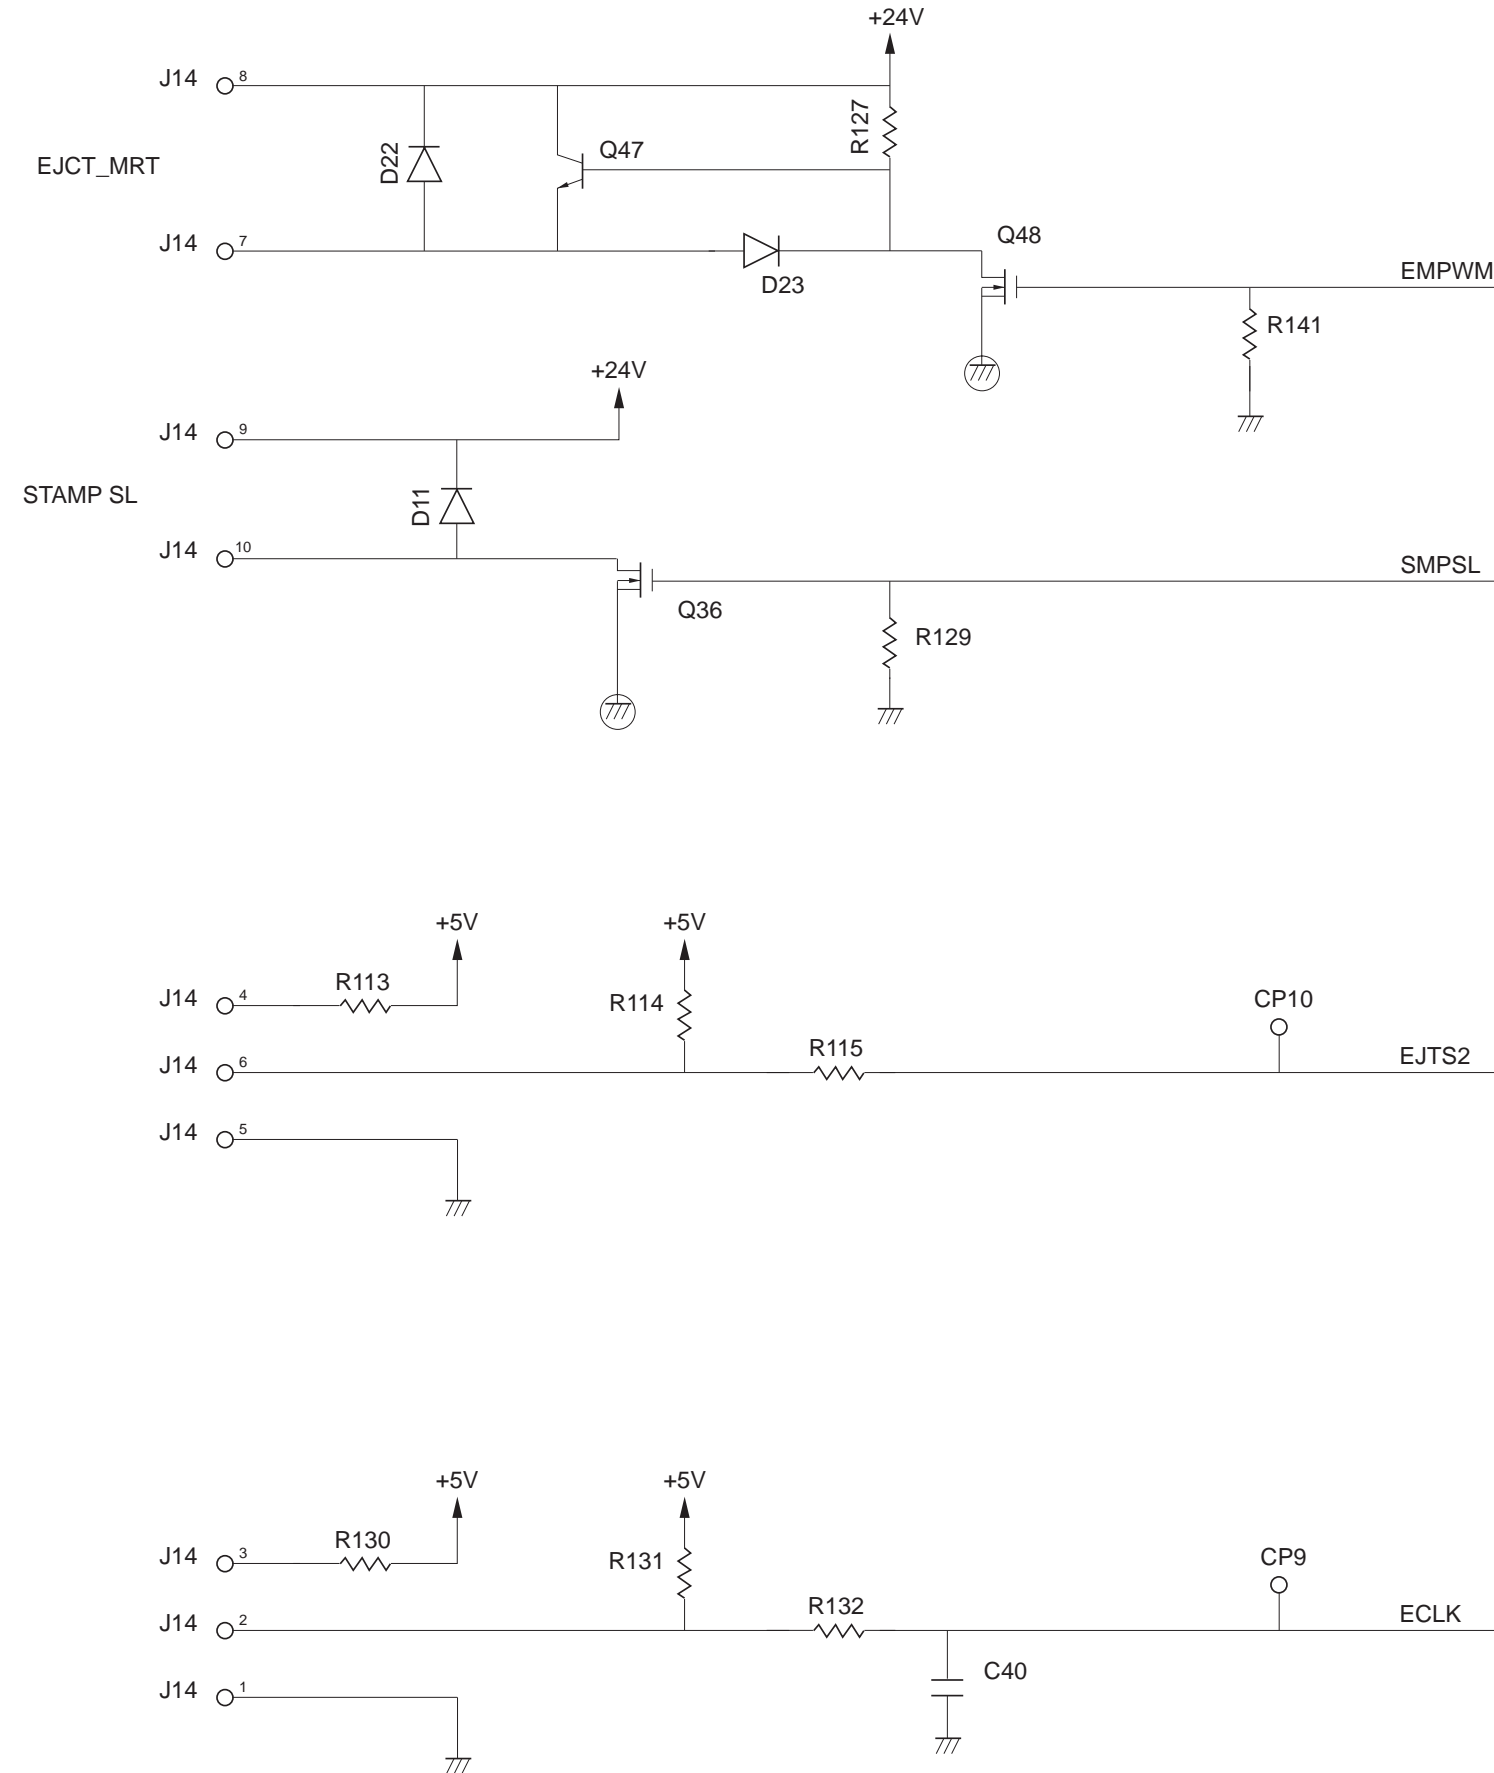 +24V
J14 8
R127
D22
Q47
EJCT_MRT
J14 7
Q48
D23
EMPWM
R141
+24V
J14 9
STAMP SL
D11
J14 10
SMPSL
Q36
R129
+5V +5V
R113
J14 4
R114
CP10
R115
J14 6
EJTS2
J14 5
+5V +5V
R130
J14 3
R131
CP9
R132
J14 2
ECLK
C40
J14 1